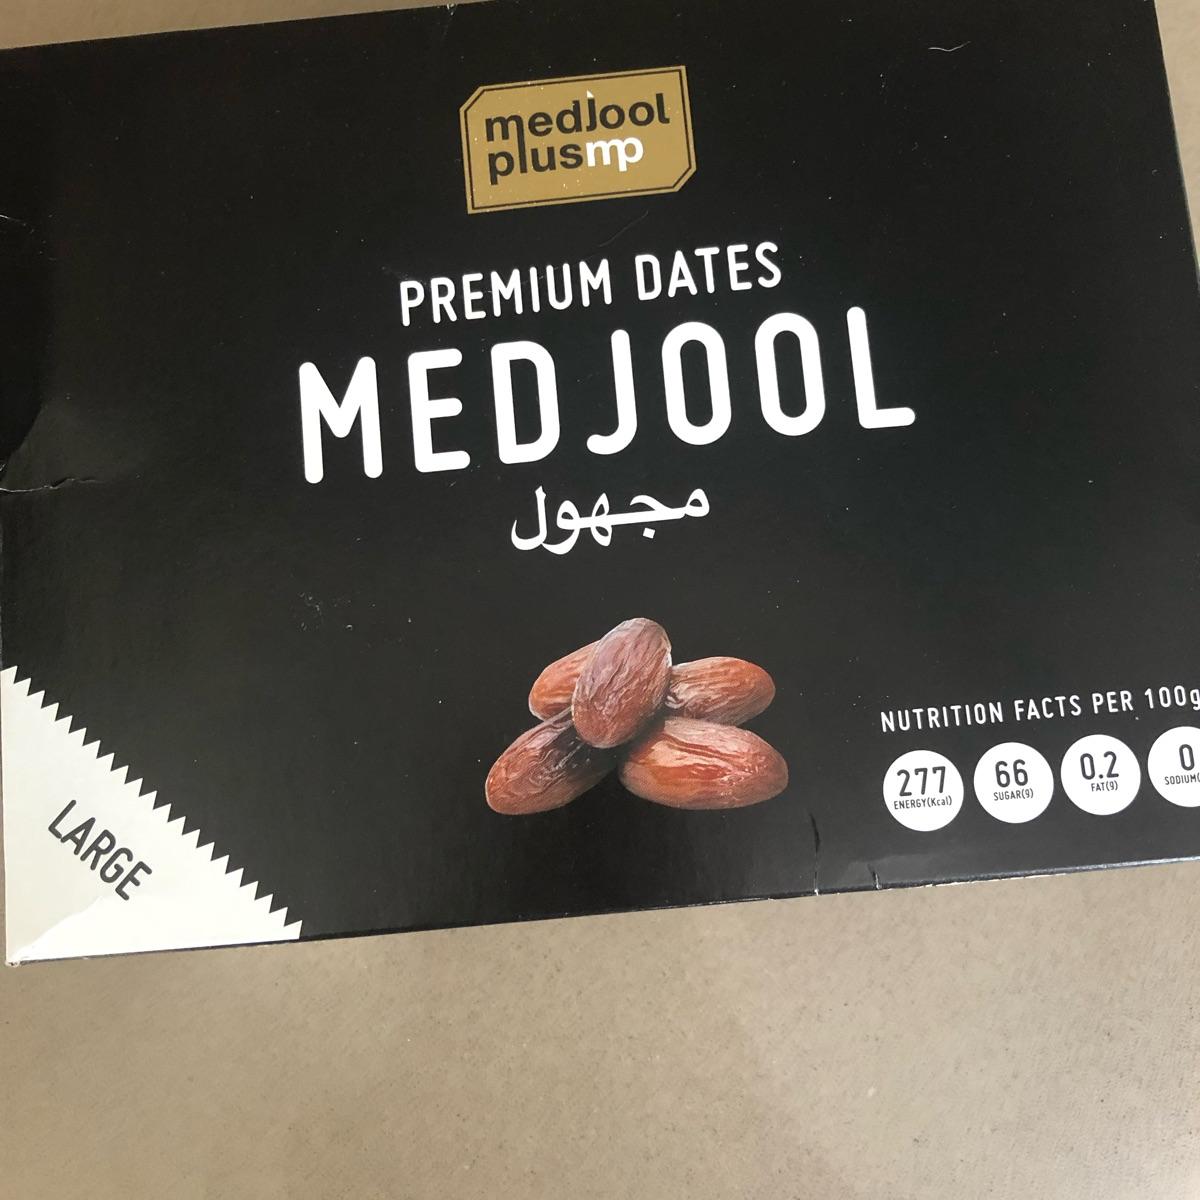 medjool
plusmp
PREMIUM DATES
MEDJOOL
مجهول
NUTRITION FACTS PER 100g
277
ENERGY(Kcal)
66
SUGAR(g)
0.2
FAT(g)
0
SODIUM(
LARGE